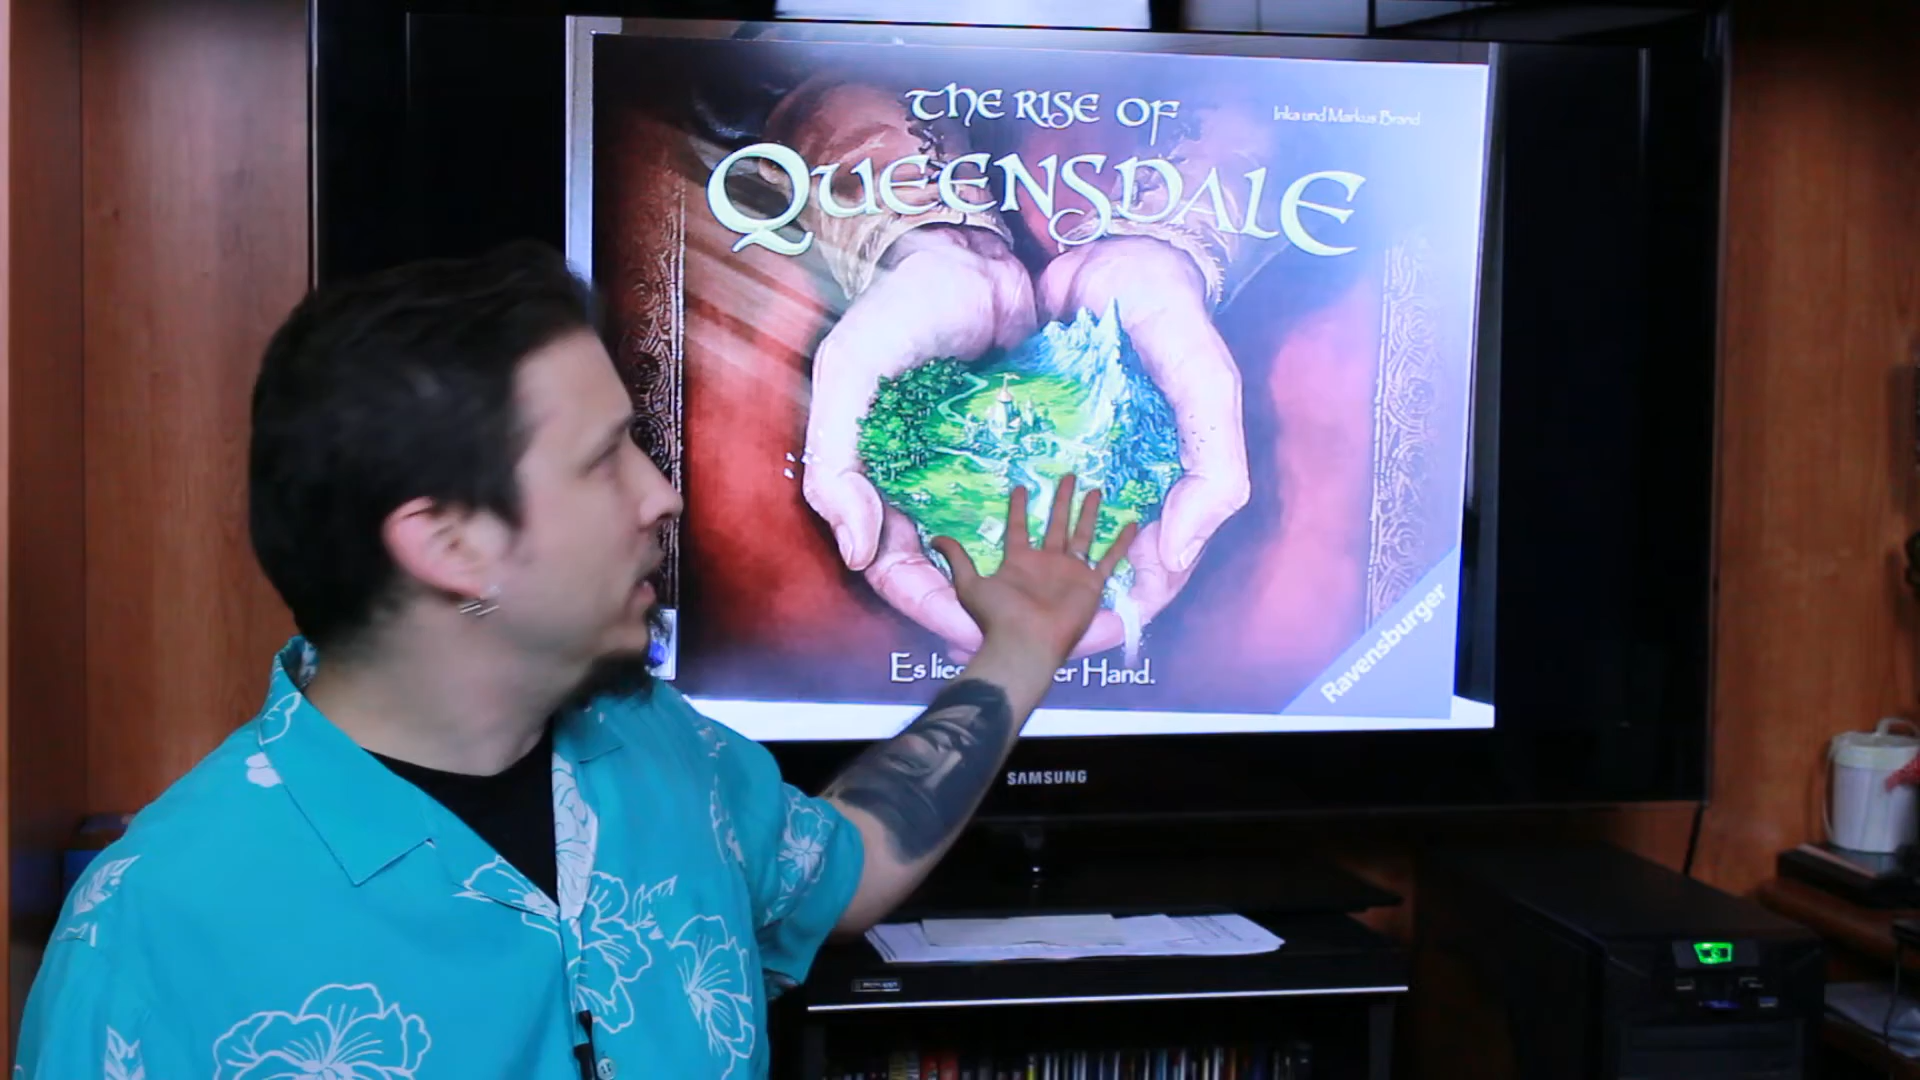 THE RISE OF
Inka und Markus Brand
QUEENSDALE
Ravensburger
Es lie er Hand.
SAMSUNG